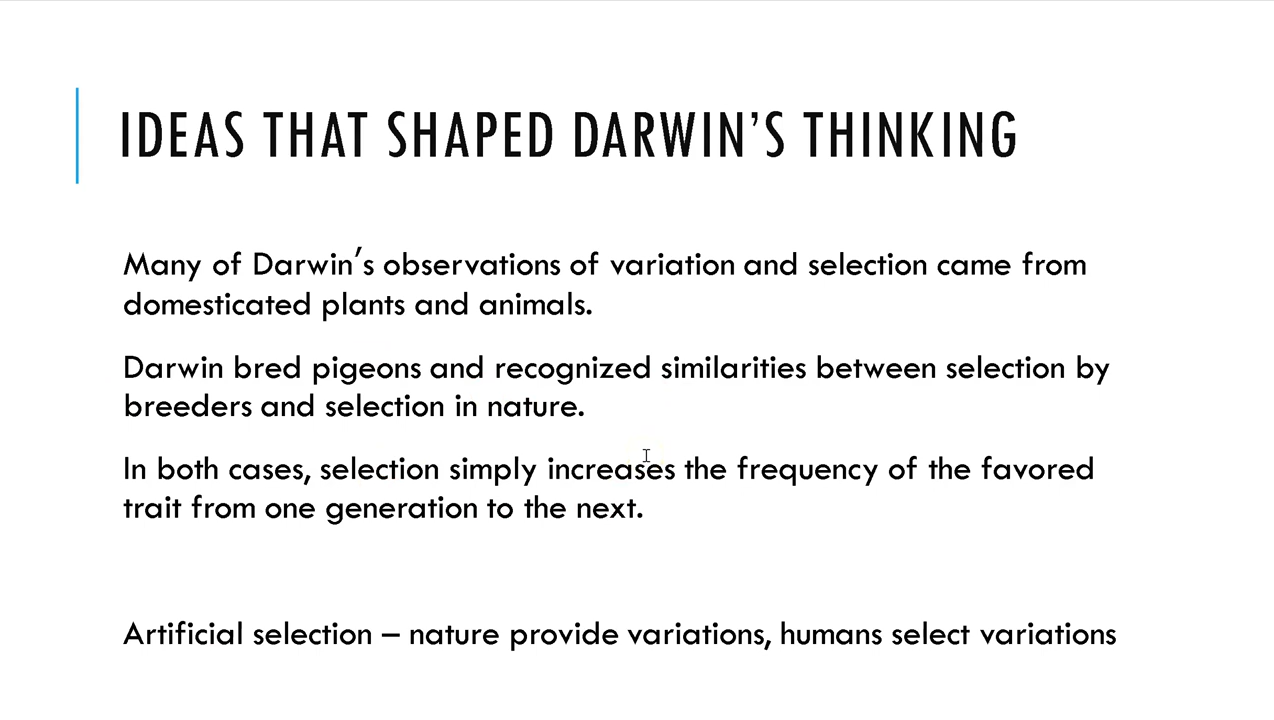 IDEAS THAT SHAPED DARWIN’S THINKING
Many of Darwin’s observations of variation and selection came from
domesticated plants and animals.
Darwin bred pigeons and recognized similarities between selection by
breeders and selection in nature.
In both cases, selection simply increases the frequency of the favored
trait from one generation to the next.
Artificial selection – nature provide variations, humans select variations